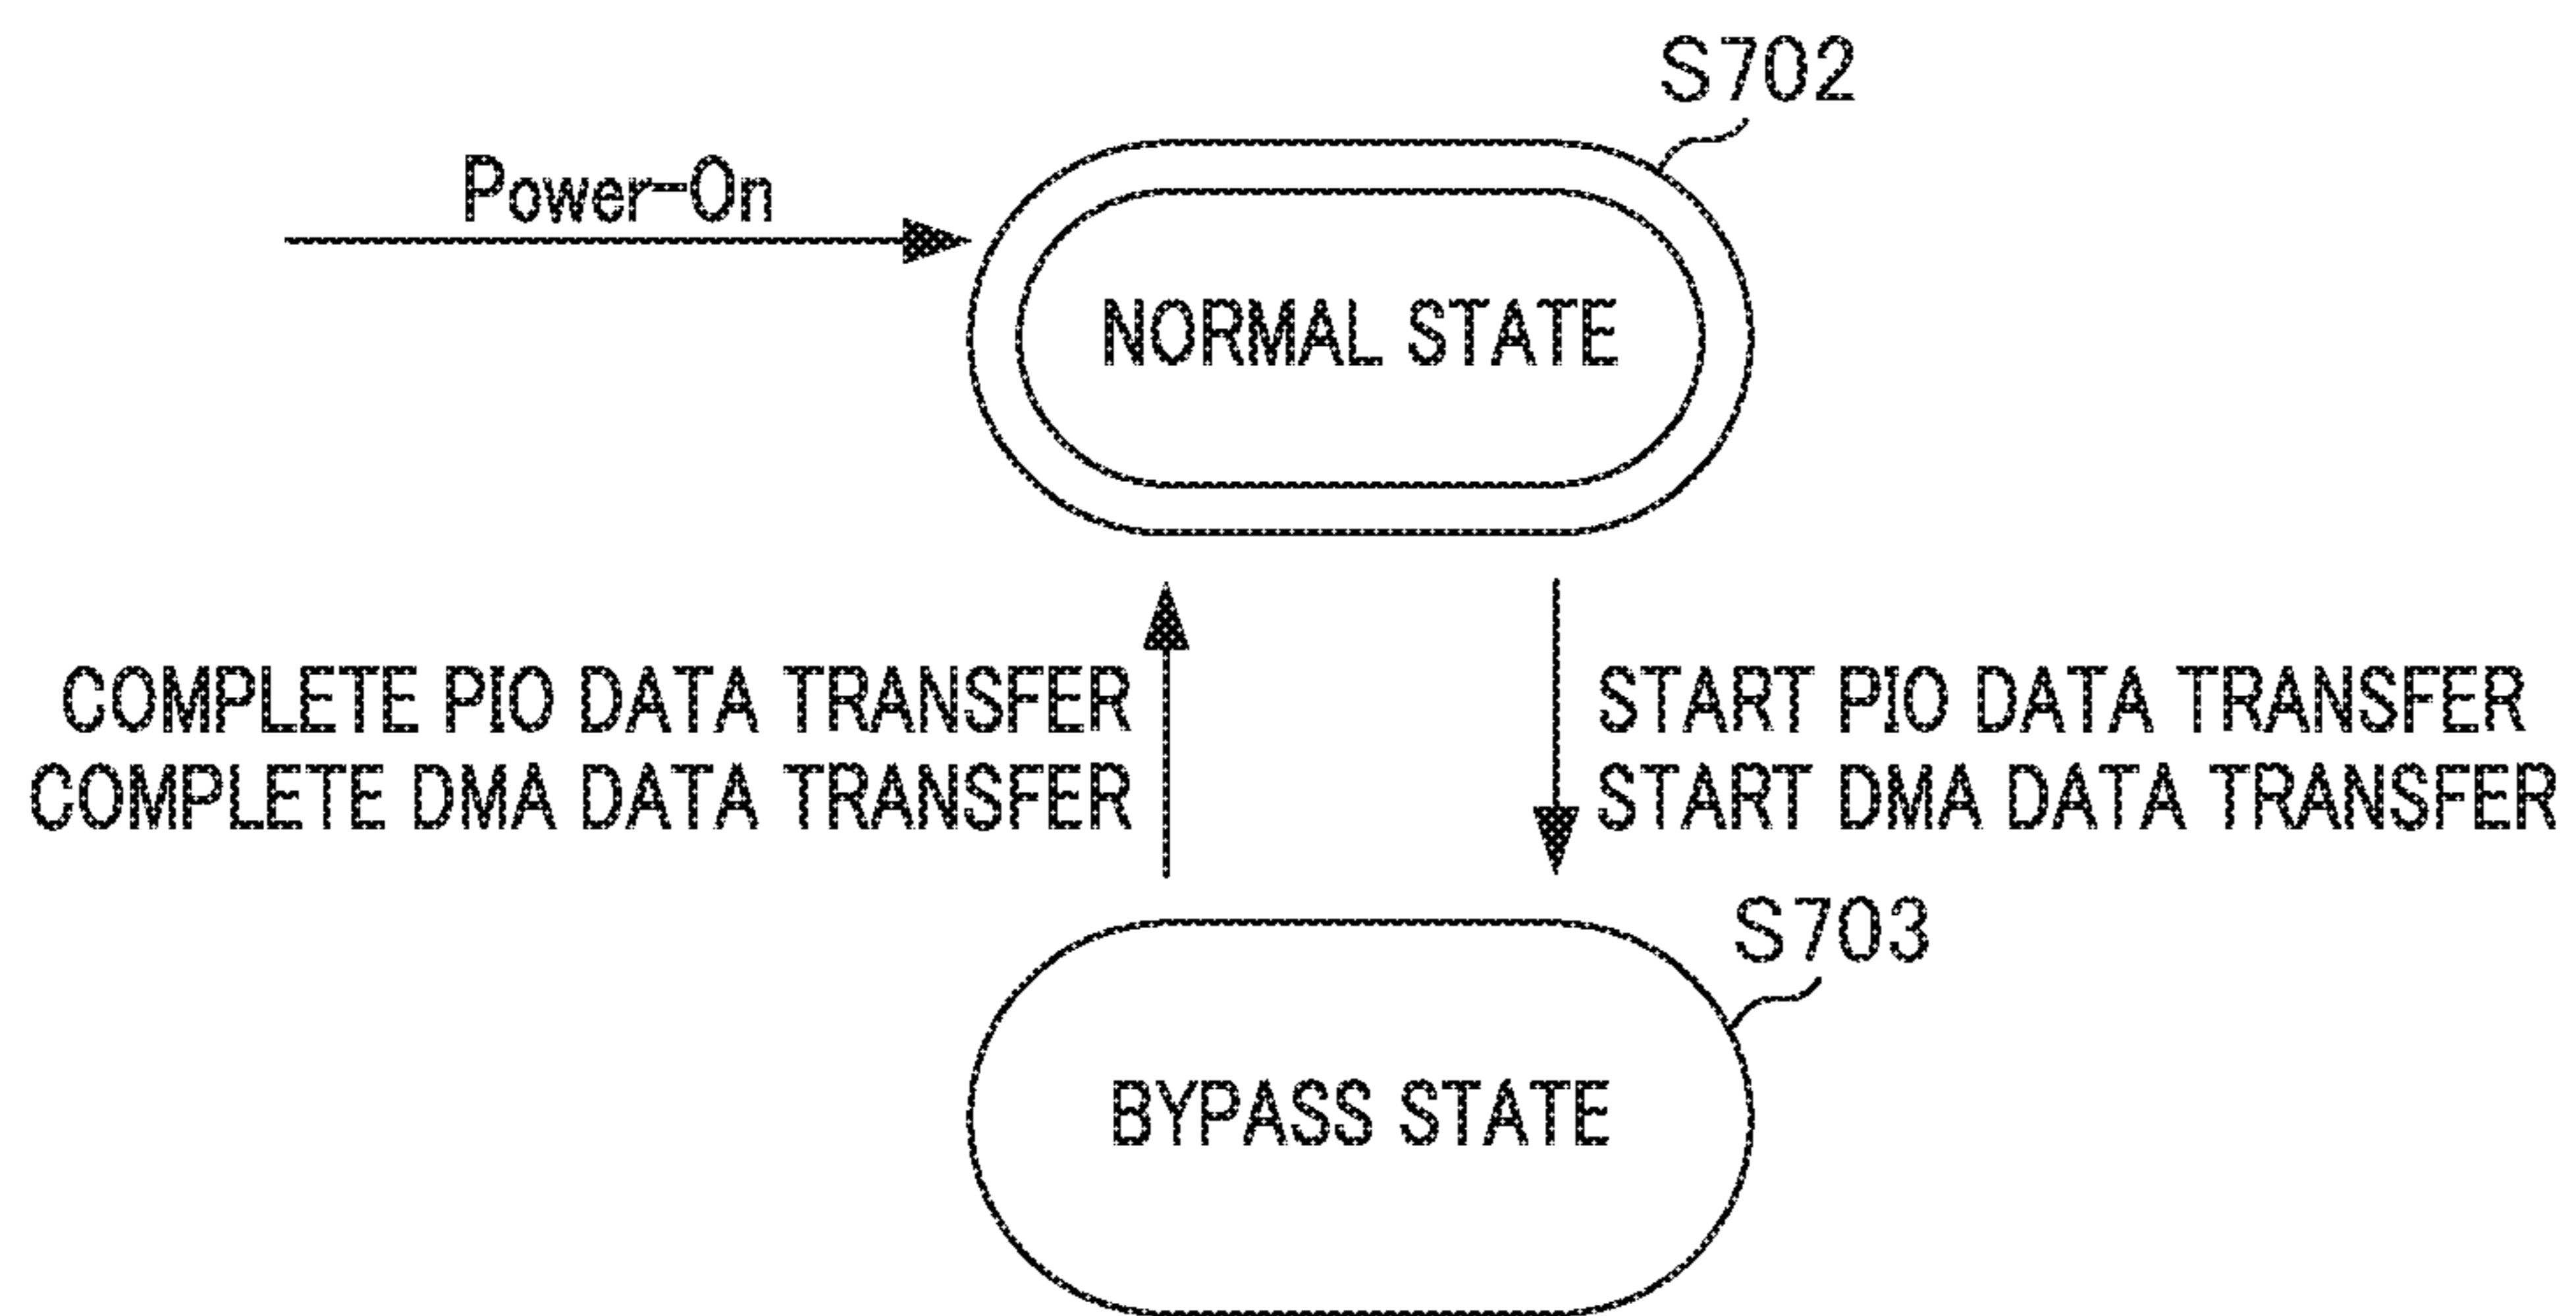 S702
Power-On
NORMAL STATE
COMPLETE PIO DATA TRANSFER
COMPLETE DMA DATA TRANSFER
START PIO DATA TRANSFER
START DMA DATA TRANSFER
S703
BYPASS STATE